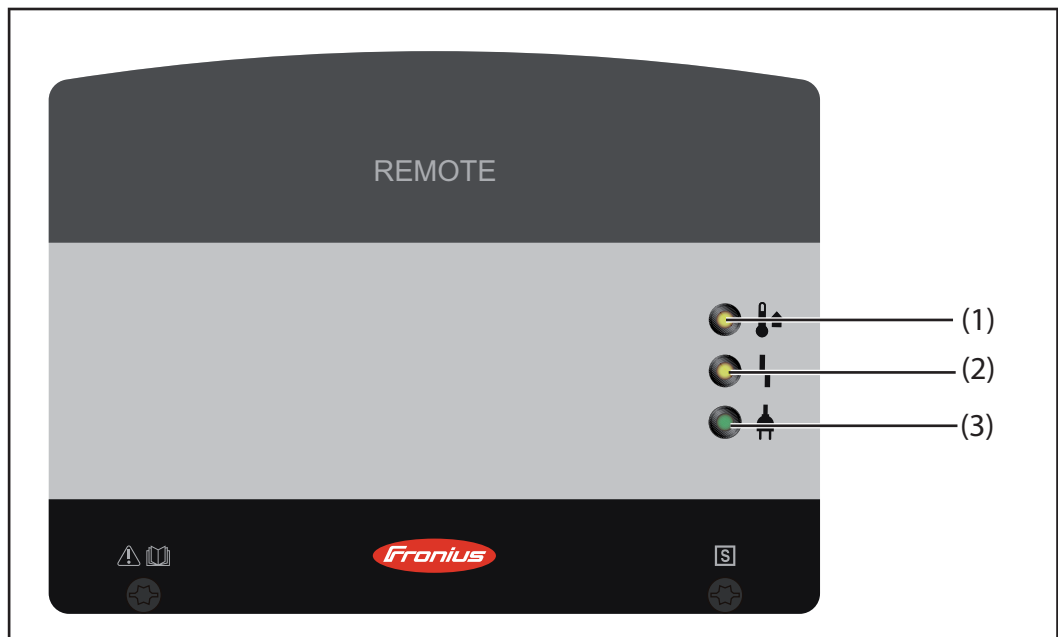 REMOTE
(1)
(2)
(3)
Fronius
S